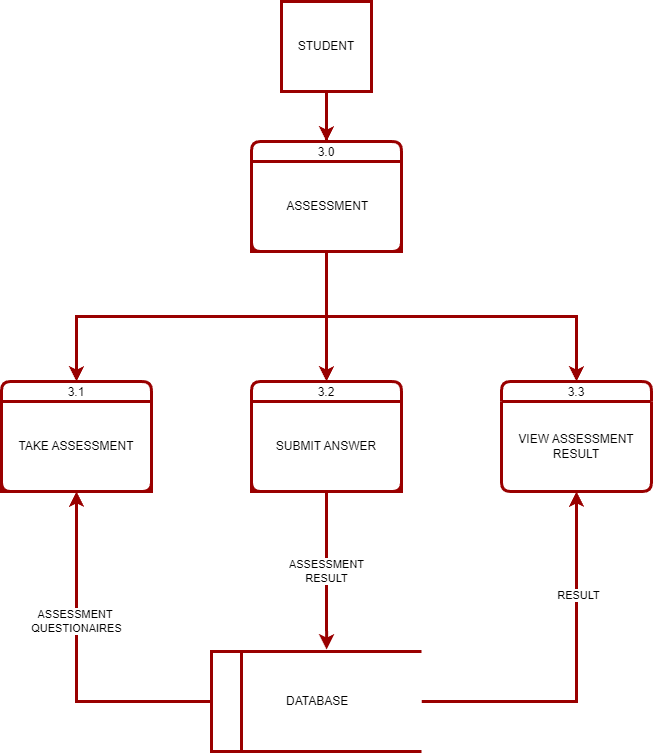 STUDENT
3.0
ASSESSMENT
3.1
TAKE ASSESSMENT
3.2
SUBMIT ANSWER
3.3
VIEW ASSESSMENT
RESULT
ASSESSMENT
RESULT
RESULT
ASSESSMENT
QUESTIONAIRES
DATABASE